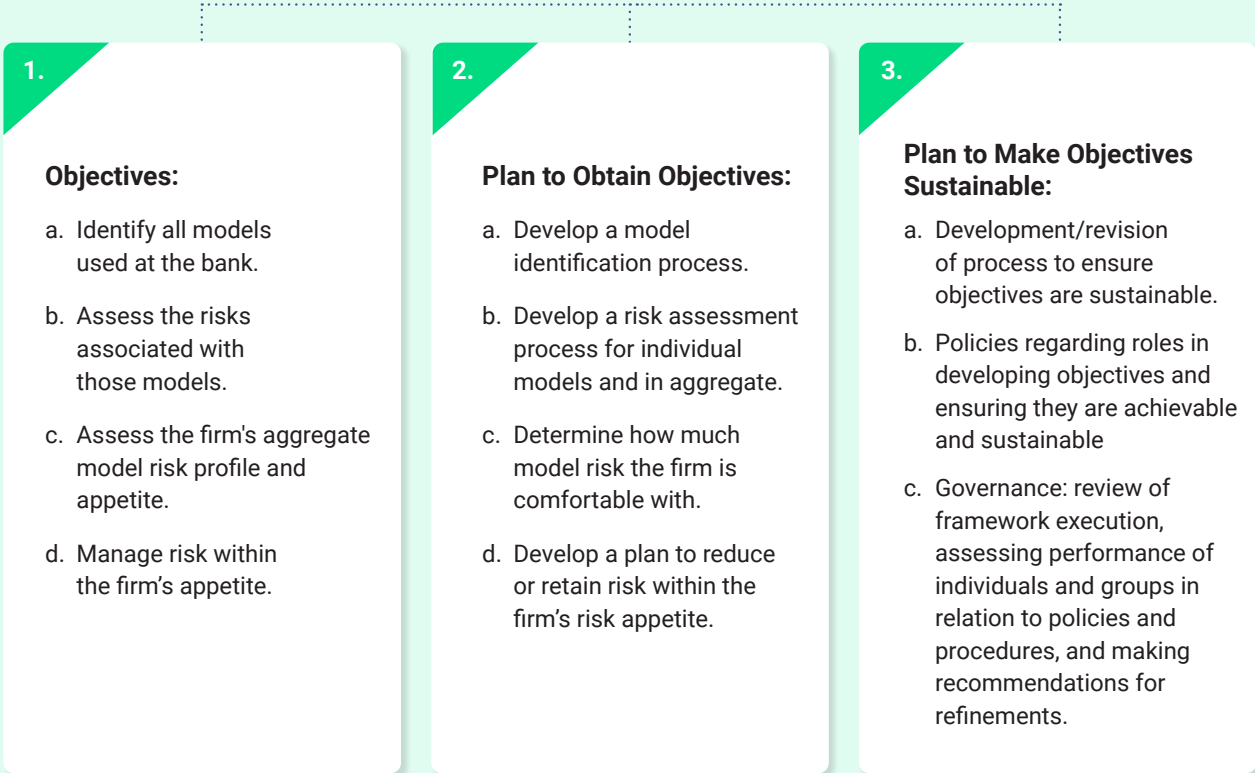 1.
Objectives:
a. Identify all models
used at the bank.
b. Assess the risks
associated with
those models.
c. Assess the firm's aggregate
model risk profile and
appetite.
d. Manage risk within
the firm’s appetite.
2.
Plan to Obtain Objectives:
a. Develop a model
identification process.
b. Develop a risk assessment
process for individual
models and in aggregate.
c. Determine how much
model risk the firm is
comfortable with.
d. Develop a plan to reduce
or retain risk within the
firm’s risk appetite.
3.
Plan to Make Objectives
Sustainable:
a. Development/revision
of process to ensure
objectives are sustainable.
b. Policies regarding roles in
developing objectives and
ensuring they are achievable
and sustainable
c. Governance: review of
framework execution,
assessing performance of
individuals and groups in
relation to policies and
procedures, and making
recommendations for
refinements.